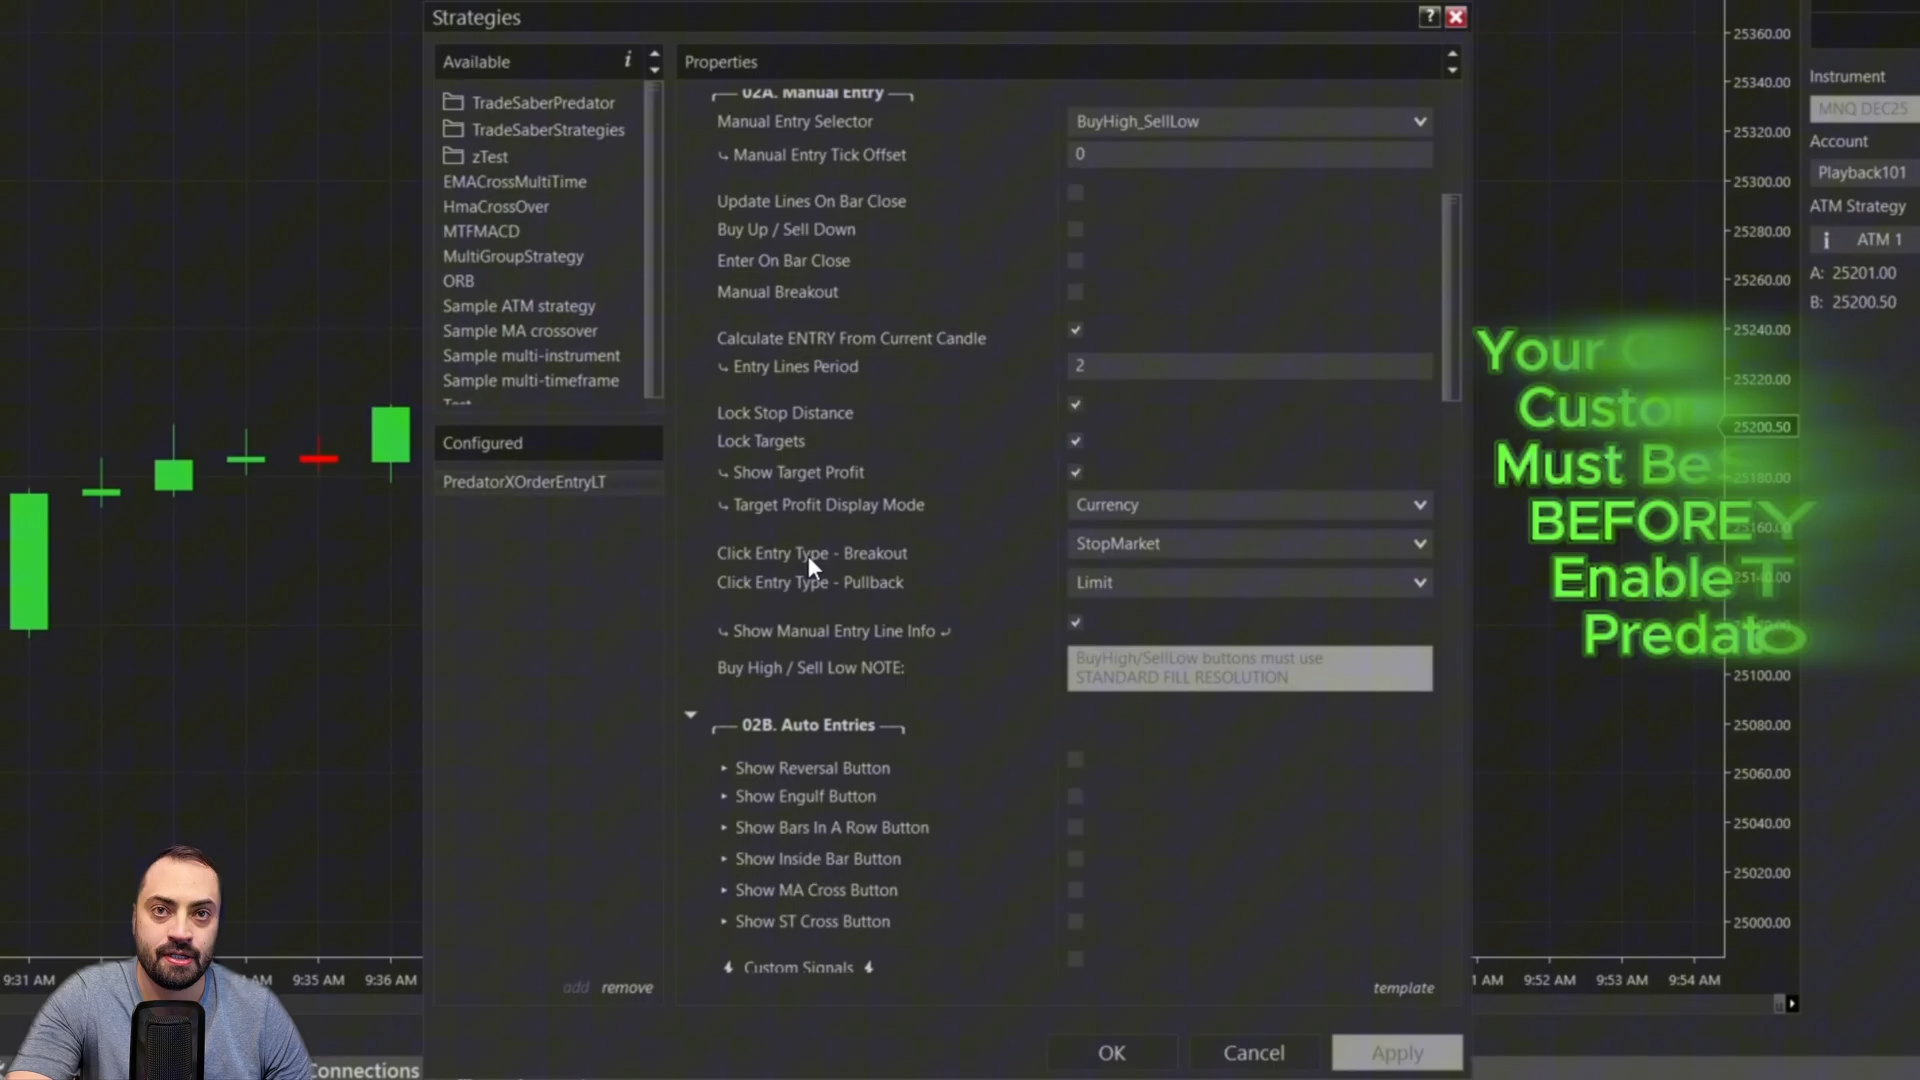 Strategies
?
Available
i
TradeSaberPredator
TradeSaberStrategies
zTest
EMACrossMultiTime
HmaCrossOver
MTFMACD
MultiGroupStrategy
ORB
Sample ATM strategy
Sample MA crossover
Sample multi-instrument
Sample multi-timeframe
Configured
PredatorXOrderEntryLT
add remove
Properties
02A. Manual Entry
Manual Entry Selector BuyHigh_SellLow
Manual Entry Tick Offset 0
Update Lines On Bar Close
Buy Up / Sell Down
Enter On Bar Close
Manual Breakout
Calculate ENTRY From Current Candle
Entry Lines Period 2
Lock Stop Distance
Lock Targets
Show Target Profit
Target Profit Display Mode Currency
Click Entry Type - Breakout StopMarket
Click Entry Type - Pullback Limit
Show Manual Entry Line Info
Buy High / Sell Low NOTE: BuyHigh/SellLow buttons must use
STANDARD FILL RESOLUTION
02B. Auto Entries
Show Reversal Button
Show Engulf Button
Show Bars In A Row Button
Show Inside Bar Button
Show MA Cross Button
Show ST Cross Button
Custom Signals
template
OK Cancel Apply
25360.00
25340.00
25320.00
25300.00
25280.00
25260.00
25240.00
25220.00
25200.50
25180.00
25160.00
25140.00
25100.00
25080.00
25060.00
25040.00
25020.00
25000.00
Instrument
MNQ DEC25
Account
Playback101
ATM Strategy
i ATM 1
A: 25201.00
B: 25200.50
Your
Must Be
BEFORE
Enable
9:31 AM 9:35 AM 9:36 AM
9:52 AM 9:53 AM 9:54 AM
Connections